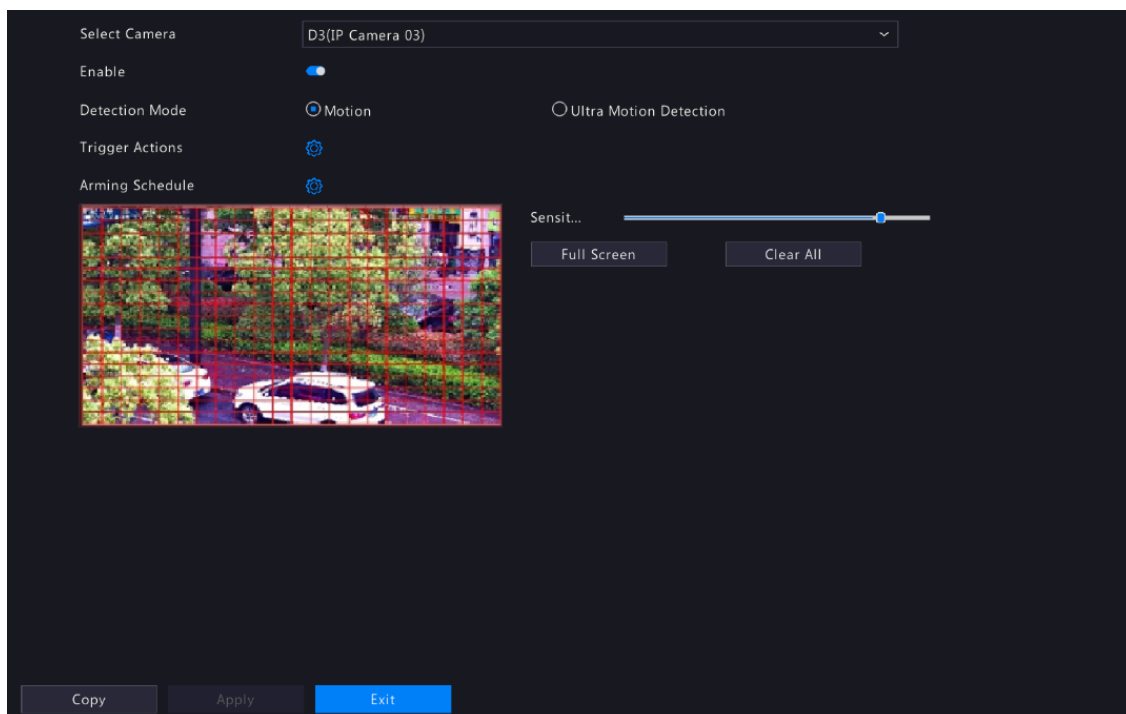 Select Camera
D3(IP Camera 03)
Enable
Detection Mode
Motion
Ultra Motion Detection
Trigger Actions
Arming Schedule
Sensit...
Full Screen
Clear All
Copy
Apply
Exit